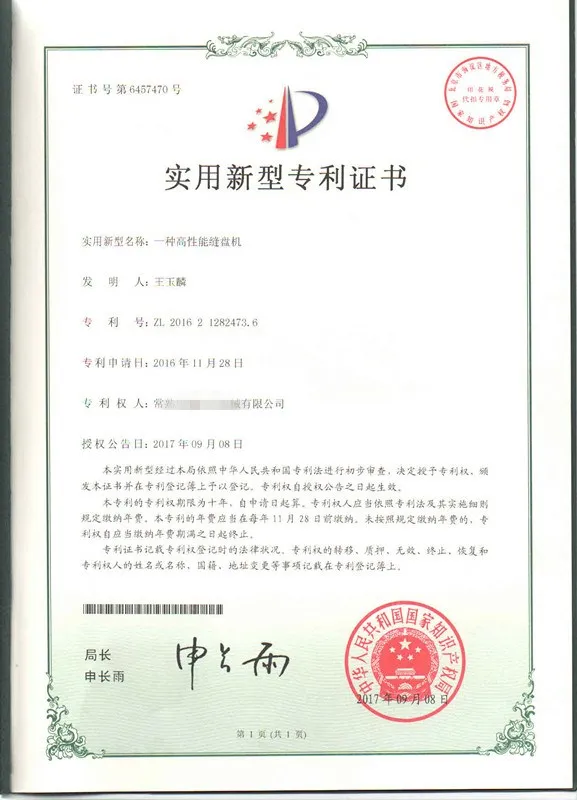 证书号第6457470号
印花税
代扣专用章
实用新型专利证书
实用新型名称：一种高性能缝盘机
发明人：王玉麟
专利号：ZL 2016 2 1282473.6
专利申请日：2016年11月28日
专利权人：常 械有限公司
授权公告日：2017年09月08日
本实用新型经过本局依照中华人民共和国专利法进行初步审查，决定授予专利权，颁
发本证书并在专利登记簿上予以登记。专利权自授权公告之日起生效。
本专利的专利权期限为十年，自申请日起算。专利权人应当依照专利法及其实施细则
规定缴纳年费。本专利的年费应当在每年11月28日前缴纳。未按照规定缴纳年费的，专
利权自应当缴纳年费期满之日起终止。
专利证书记载专利权登记时的法律状况。专利权的转移、质押、无效、终止、恢复和
专利权人的姓名或名称、国籍、地址变更等事项记载在专利登记簿上。
局长
申长雨
申长雨
中华人民共和国国家知识产权局
2017年09月08日
第1页(共1页)